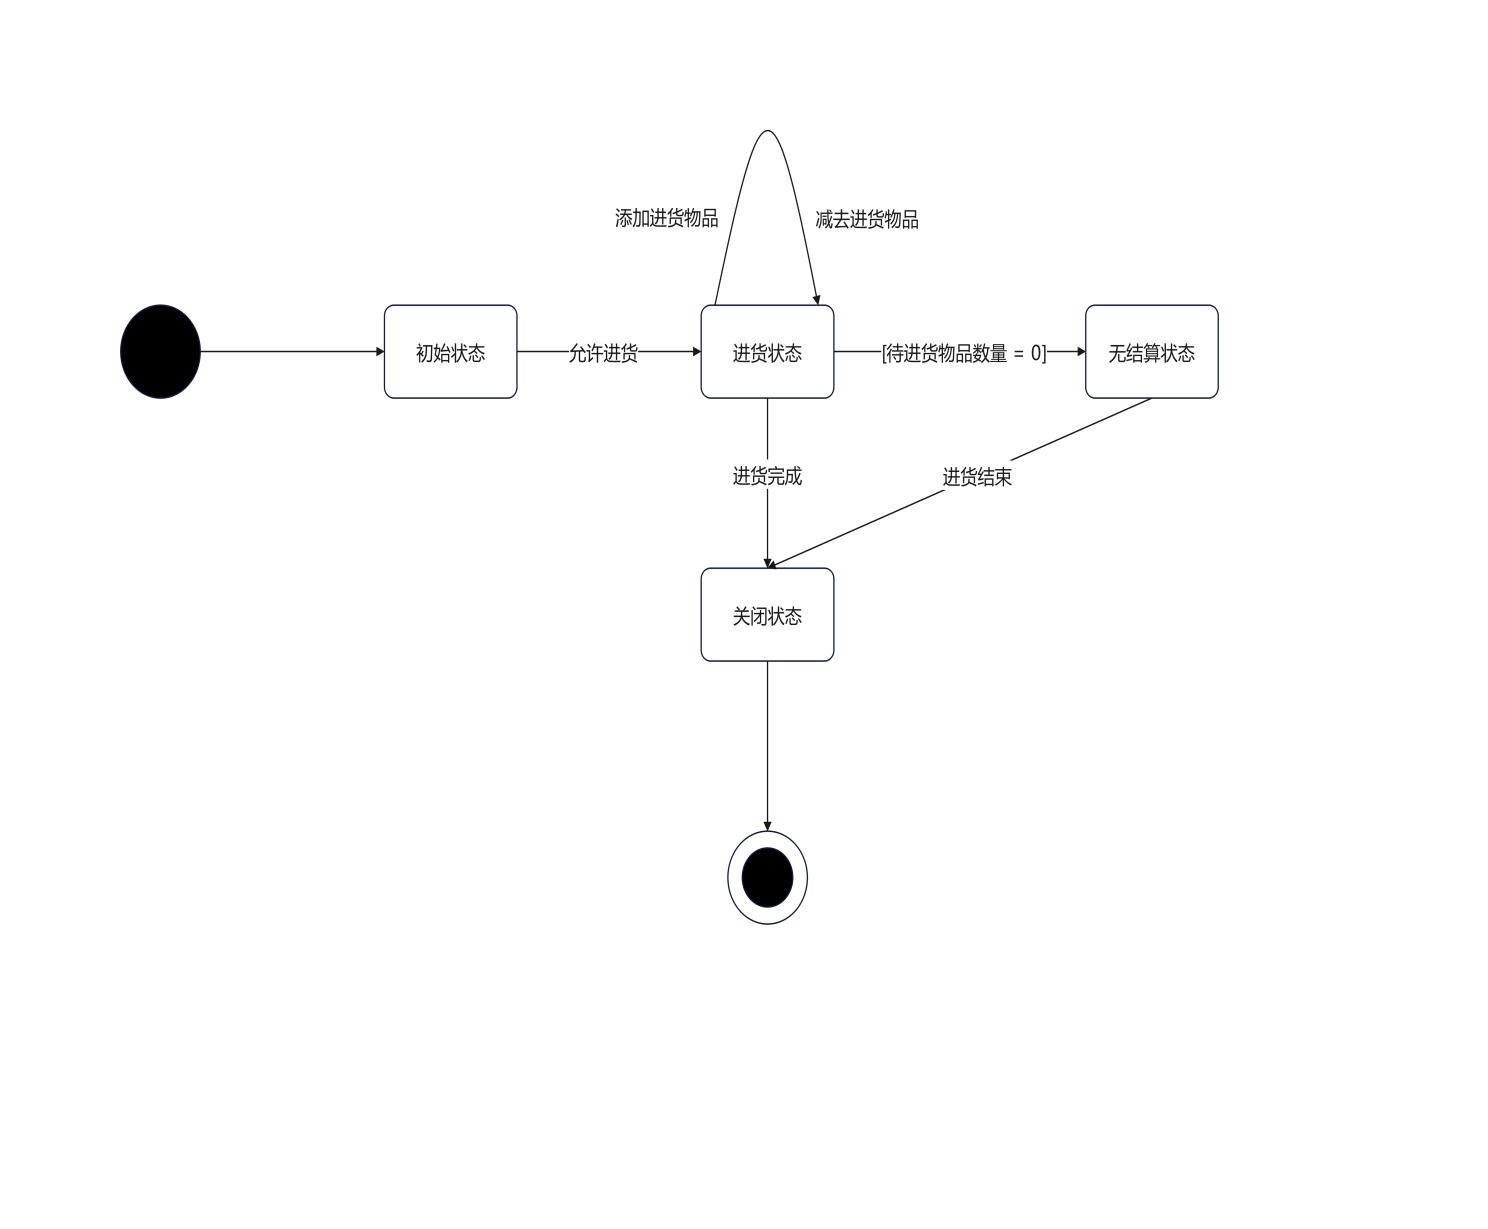 添加进货物品
减去进货物品
初始状态
允许进货
进货状态
[待进货物品数量 = 0]
无结算状态
进货完成
进货结束
关闭状态